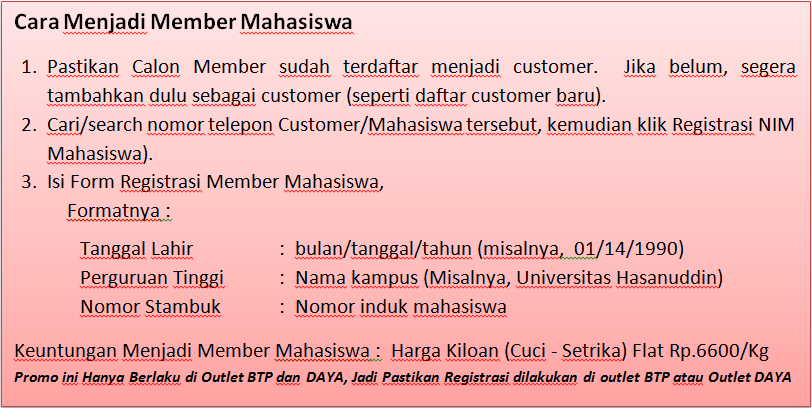 Cara Menjadi Member Mahasiswa
1. Pastikan Calon Member sudah terdaftar menjadi customer. Jika belum, segera
tambahkan dulu sebagai customer (seperti daftar customer baru).
2. Cari/search nomor telepon Customer/Mahasiswa tersebut, kemudian klik Registrasi NIM
Mahasiswa).
3. Isi Form Registrasi Member Mahasiswa,
Formatnya :
Tanggal Lahir : bulan/tanggal/tahun (misalnya, 01/14/1990)
Perguruan Tinggi : Nama kampus (Misalnya, Universitas Hasanuddin)
Nomor Stambuk : Nomor induk mahasiswa
Keuntungan Menjadi Member Mahasiswa : Harga Kiloan (Cuci - Setrika) Flat Rp.6600/Kg
Promo ini Hanya Berlaku di Outlet BTP dan DAYA, Jadi Pastikan Registrasi dilakukan di outlet BTP atau Outlet DAYA